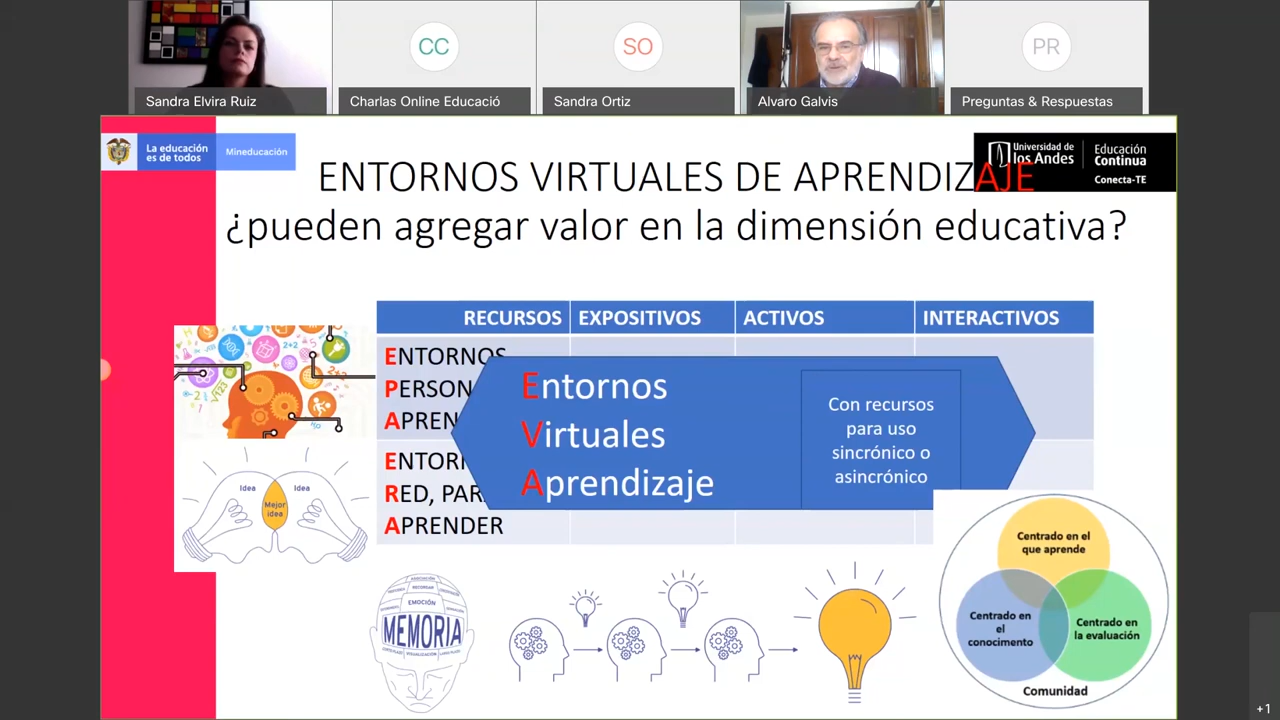 CC
SO
PR
Sandra Elvira Ruiz
Charlas Online Educació
Sandra Ortiz
Alvaro Galvis
Preguntas & Respuestas
La educación
es de todos
Mineducación
Universidad de
los Andes
Educación
Continua
Conecta-TE
ENTORNOS VIRTUALES DE APRENDIZAJE
¿pueden agregar valor en la dimensión educativa?
RECURSOS
EXPOSITIVOS
ACTIVOS
INTERACTIVOS
ENTORNOS
PERSON
APREN
ENTOR
RED, PAR
APRENDER
Entornos
Virtuales
Aprendizaje
Con recursos
para uso
sincrónico o
asincrónico
Idea
Idea
Mejor
idea
EMOCIÓN
MEMORIA
VISUALIZACIÓN
Centrado en el
que aprende
Centrado en
el
conocimiento
Centrado en
la evaluación
Comunidad
+1